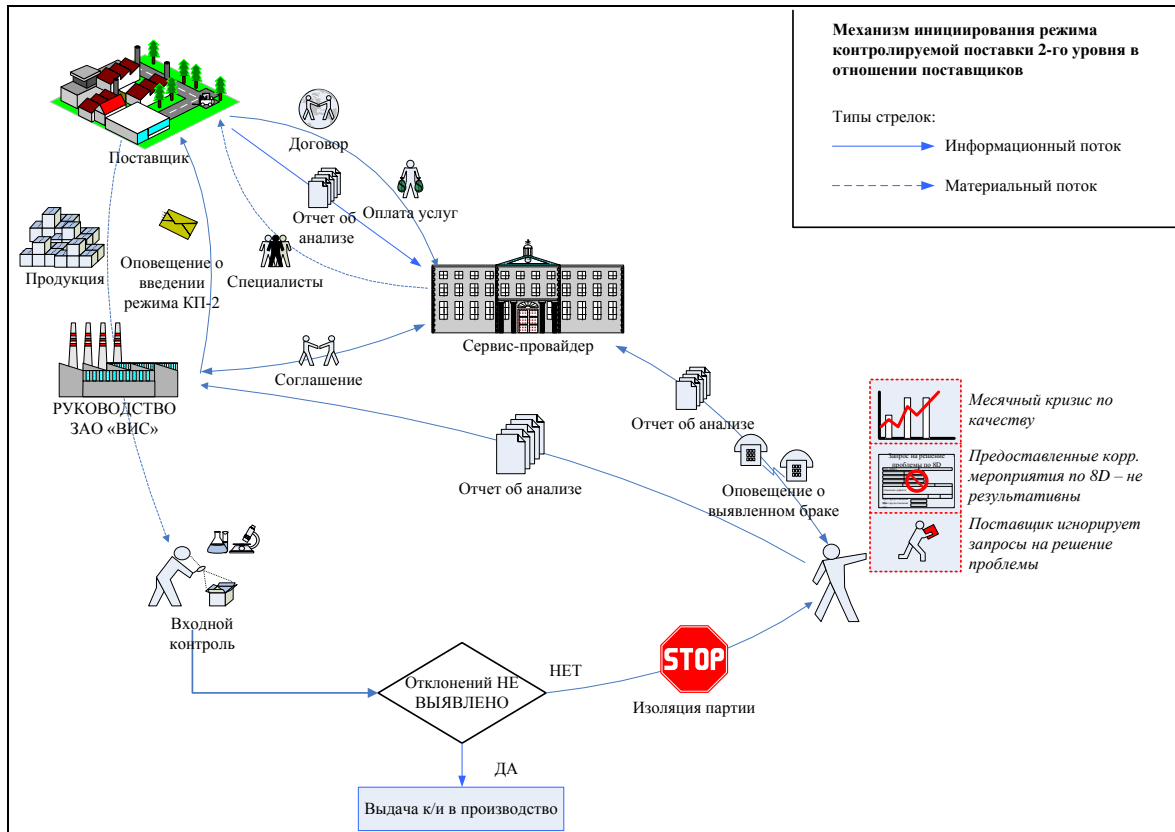 Механизм инициирования режима
контролируемой поставки 2-го уровня в
отношении поставщиков
Типы стрелок:
Информационный поток
Материальный поток
Поставщик
Договор
Отчет об
анализе
Оплата услуг
Продукция
Оповещение о
введении
режима КП-2
Специалисты
Сервис-провайдер
Соглашение
РУКОВОДСТВО
ЗАО «ВИС»
Отчет об анализе
Отчет об анализе
Оповещение о
выявленном браке
Месячный кризис по
качеству
Запрос на решение
проблемы по 8D
Предоставленные корр.
мероприятия по 8D – не
результативны
Поставщик игнорирует
запросы на решение
проблемы
Входной
контроль
Отклонений НЕ
ВЫЯВЛЕНО
НЕТ
STOP
Изоляция партии
ДА
Выдача к/и в производство